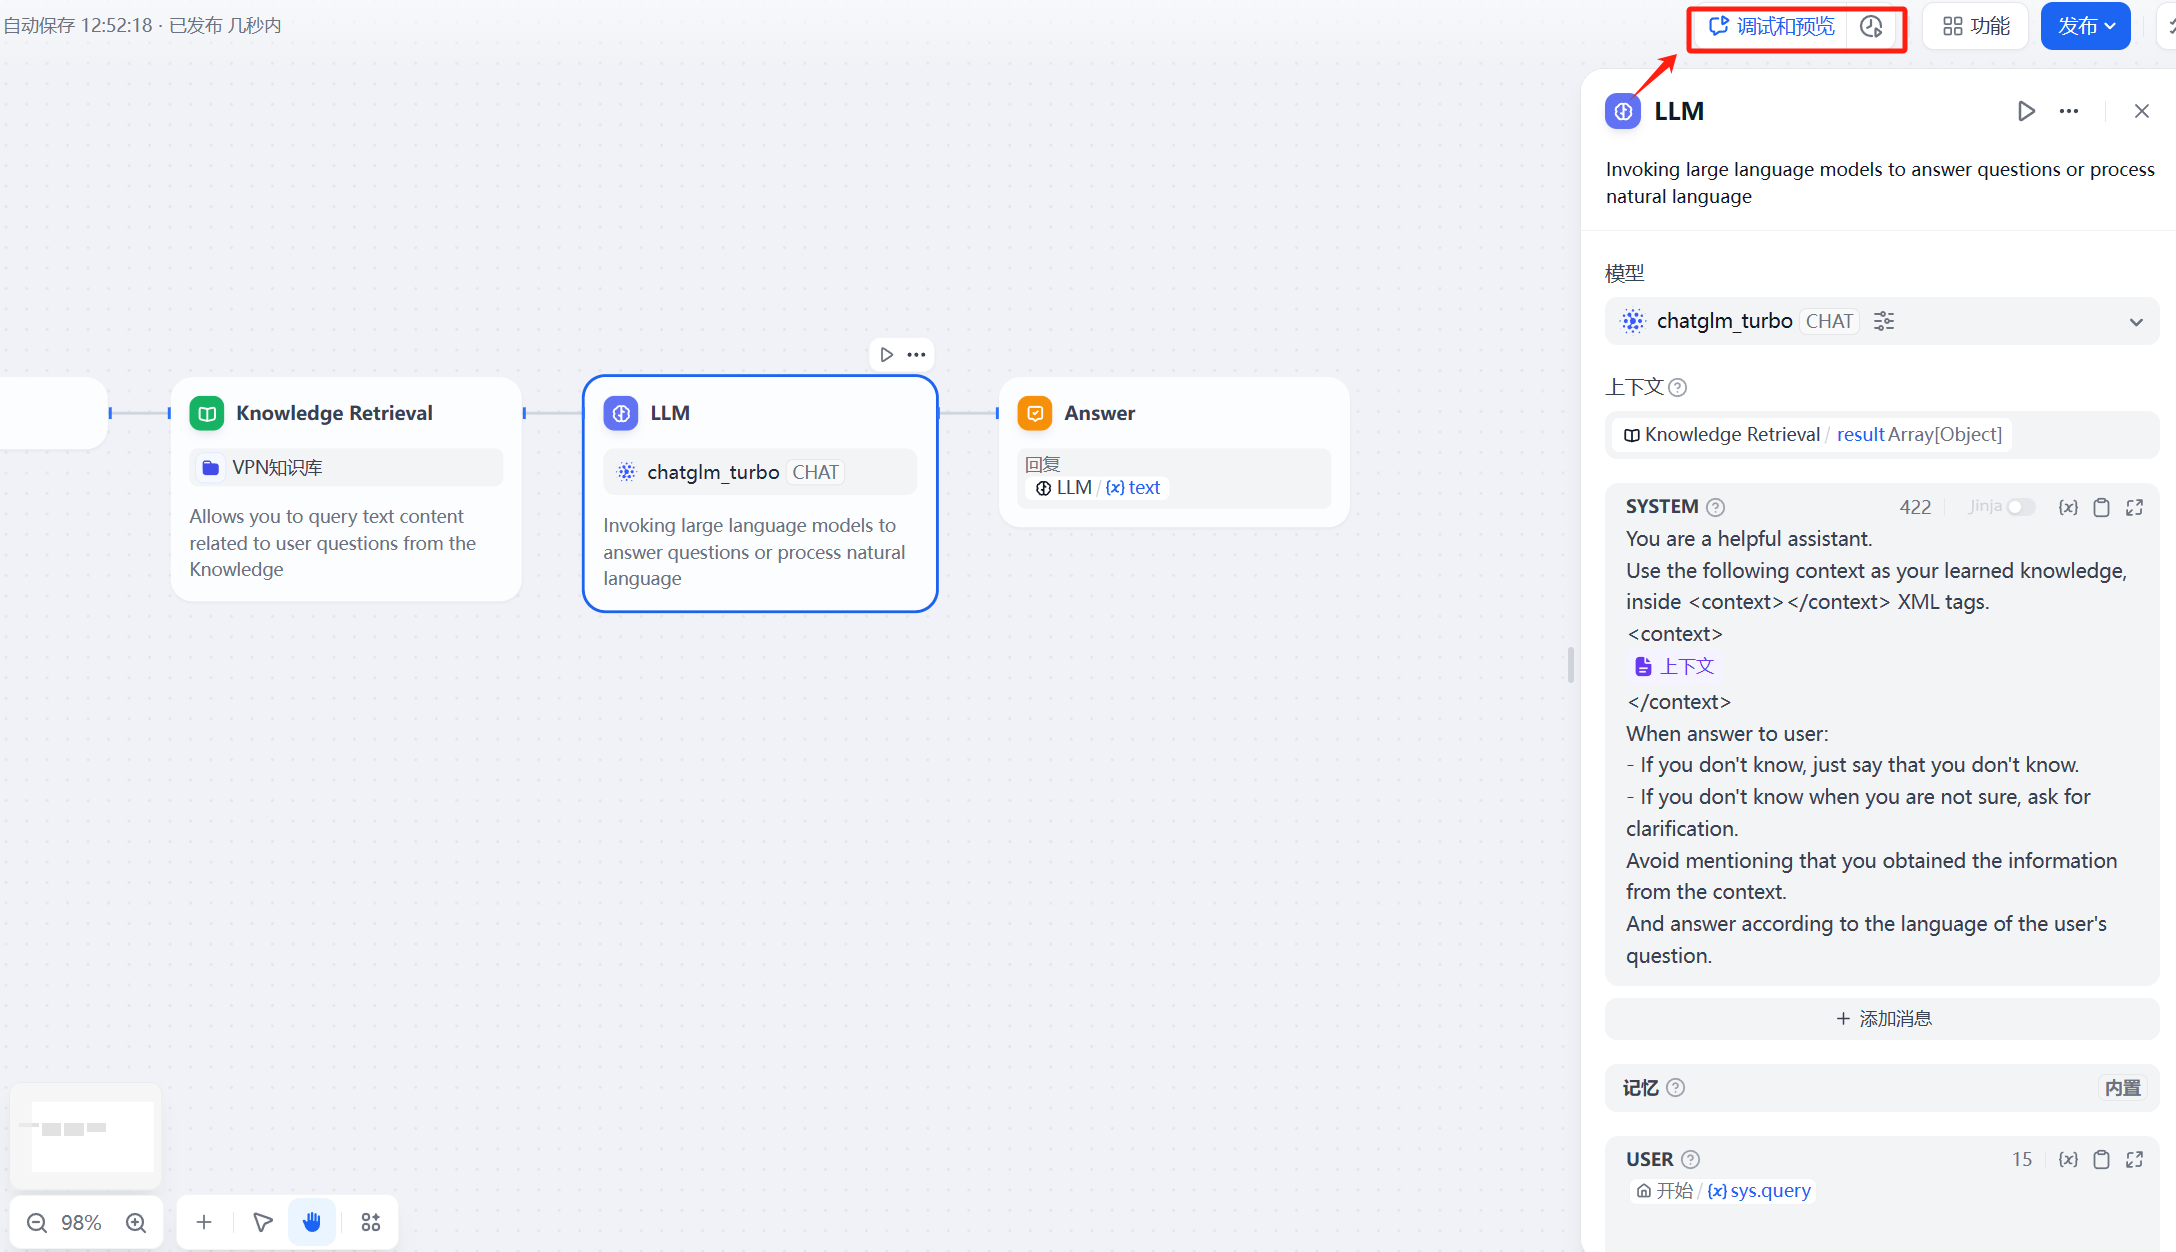 自动保存 12:52:18 · 已发布 几秒内
调试和预览
功能
发布
LLM
Invoking large language models to answer questions or process
natural language
模型
chatglm_turbo CHAT
上下文
Knowledge Retrieval / result Array[Object]
SYSTEM 422 Jinja {x}
You are a helpful assistant.
Use the following context as your learned knowledge,
inside <context></context> XML tags.
<context>
上下文
</context>
When answer to user:
- If you don't know, just say that you don't know.
- If you don't know when you are not sure, ask for
clarification.
Avoid mentioning that you obtained the information
from the context.
And answer according to the language of the user's
question.
+ 添加消息
记忆 内置
USER 15 {x}
开始 / {x} sys.query
Knowledge Retrieval
VPN知识库
Allows you to query text content
related to user questions from the
Knowledge
LLM
chatglm_turbo CHAT
Invoking large language models to
answer questions or process natural
language
Answer
回复
LLM / {x} text
98%